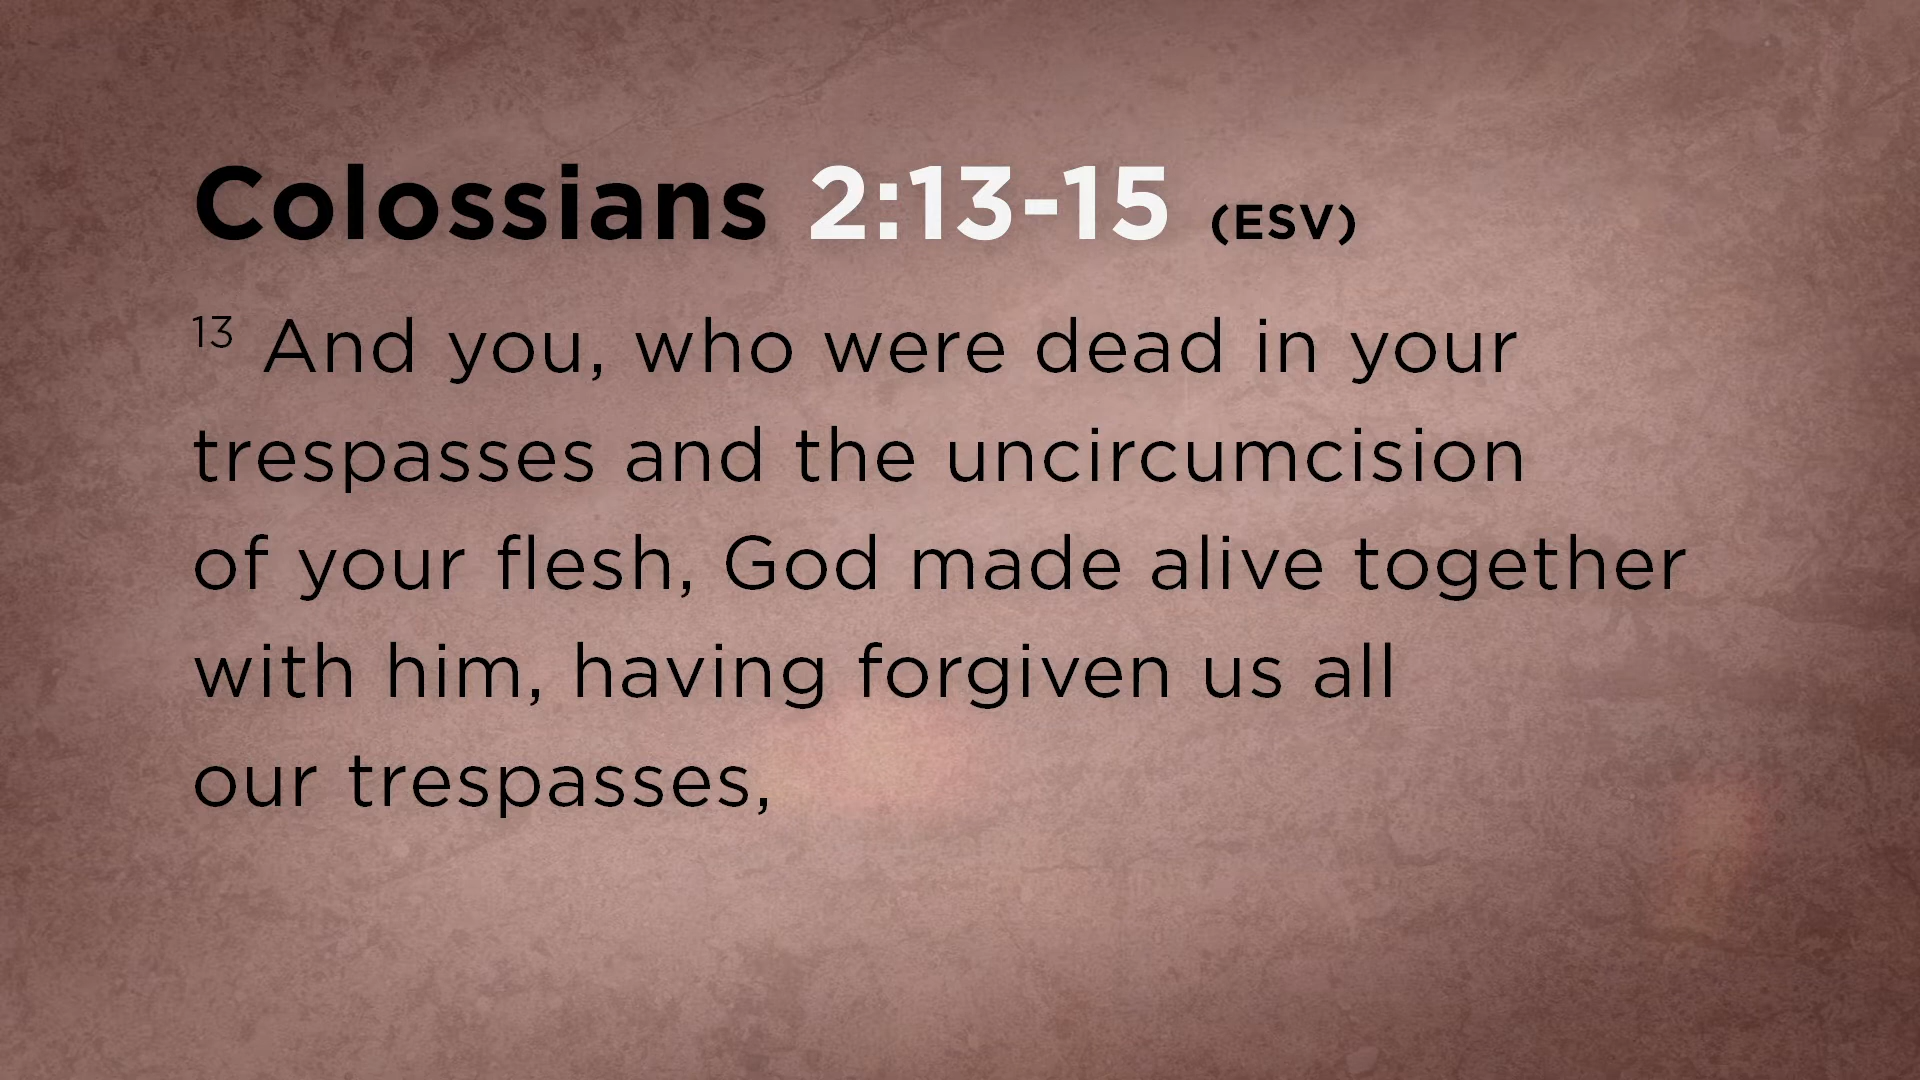 Colossians 2:13-15 (ESV)
13 And you, who were dead in your
trespasses and the uncircumcision
of your flesh, God made alive together
with him, having forgiven us all
our trespasses,